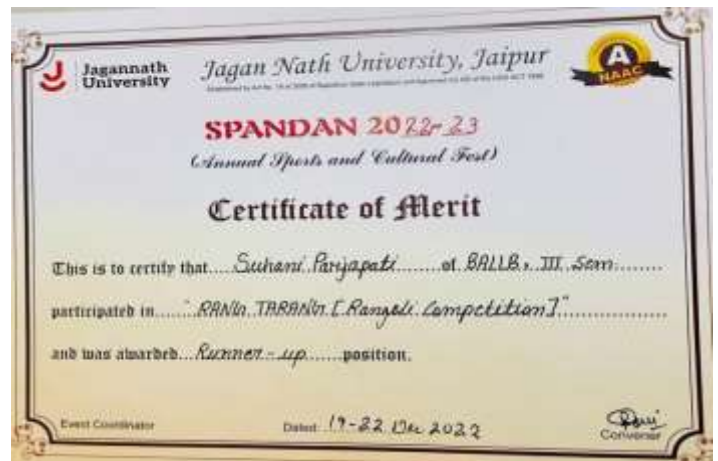 Jagannath
University
Jagan Nath University, Jaipur
A
NAAC
SPANDAN 2022-23
(Annual Sports and Cultural Fest)
Certificate of Merit
This is to certify that....Suhani Parjapati......of BALLB, III Sem.......
participated in......"RANG TARANG [Rangoli Competition]"..................
and was awarded...Runner-up......position.
Event Coordinator
Dated: 19-22 Dec 2022
Convener